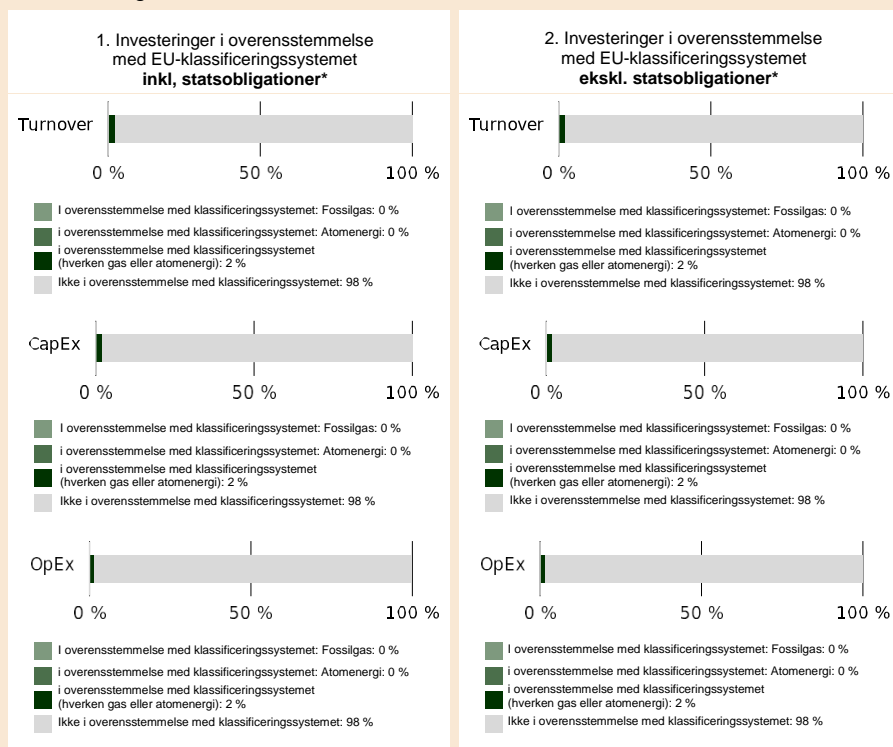 1. Investeringer i overensstemmelse
med EU-klassificeringssystemet
inkl, statsobligationer*
Turnover
0 %
50 %
100 %
I overensstemmelse med klassificeringssystemet: Fossilgas: 0 %
i overensstemmelse med klassificeringssystemet: Atomenergi: 0 %
i overensstemmelse med klassificeringssystemet
(hverken gas eller atomenergi): 2 %
Ikke i overensstemmelse med klassificeringssystemet: 98 %
CapEx
0 %
50 %
100 %
I overensstemmelse med klassificeringssystemet: Fossilgas: 0 %
i overensstemmelse med klassificeringssystemet: Atomenergi: 0 %
i overensstemmelse med klassificeringssystemet
(hverken gas eller atomenergi): 2 %
Ikke i overensstemmelse med klassificeringssystemet: 98 %
OpEx
0 %
50 %
100 %
I overensstemmelse med klassificeringssystemet: Fossilgas: 0 %
i overensstemmelse med klassificeringssystemet: Atomenergi: 0 %
i overensstemmelse med klassificeringssystemet
(hverken gas eller atomenergi): 2 %
Ikke i overensstemmelse med klassificeringssystemet: 98 %
2. Investeringer i overensstemmelse
med EU-klassificeringssystemet
ekskl. statsobligationer*
Turnover
0 %
50 %
100 %
I overensstemmelse med klassificeringssystemet: Fossilgas: 0 %
i overensstemmelse med klassificeringssystemet: Atomenergi: 0 %
i overensstemmelse med klassificeringssystemet
(hverken gas eller atomenergi): 2 %
Ikke i overensstemmelse med klassificeringssystemet: 98 %
CapEx
0 %
50 %
100 %
I overensstemmelse med klassificeringssystemet: Fossilgas: 0 %
i overensstemmelse med klassificeringssystemet: Atomenergi: 0 %
i overensstemmelse med klassificeringssystemet
(hverken gas eller atomenergi): 2 %
Ikke i overensstemmelse med klassificeringssystemet: 98 %
OpEx
0 %
50 %
100 %
I overensstemmelse med klassificeringssystemet: Fossilgas: 0 %
i overensstemmelse med klassificeringssystemet: Atomenergi: 0 %
i overensstemmelse med klassificeringssystemet
(hverken gas eller atomenergi): 2 %
Ikke i overensstemmelse med klassificeringssystemet: 98 %